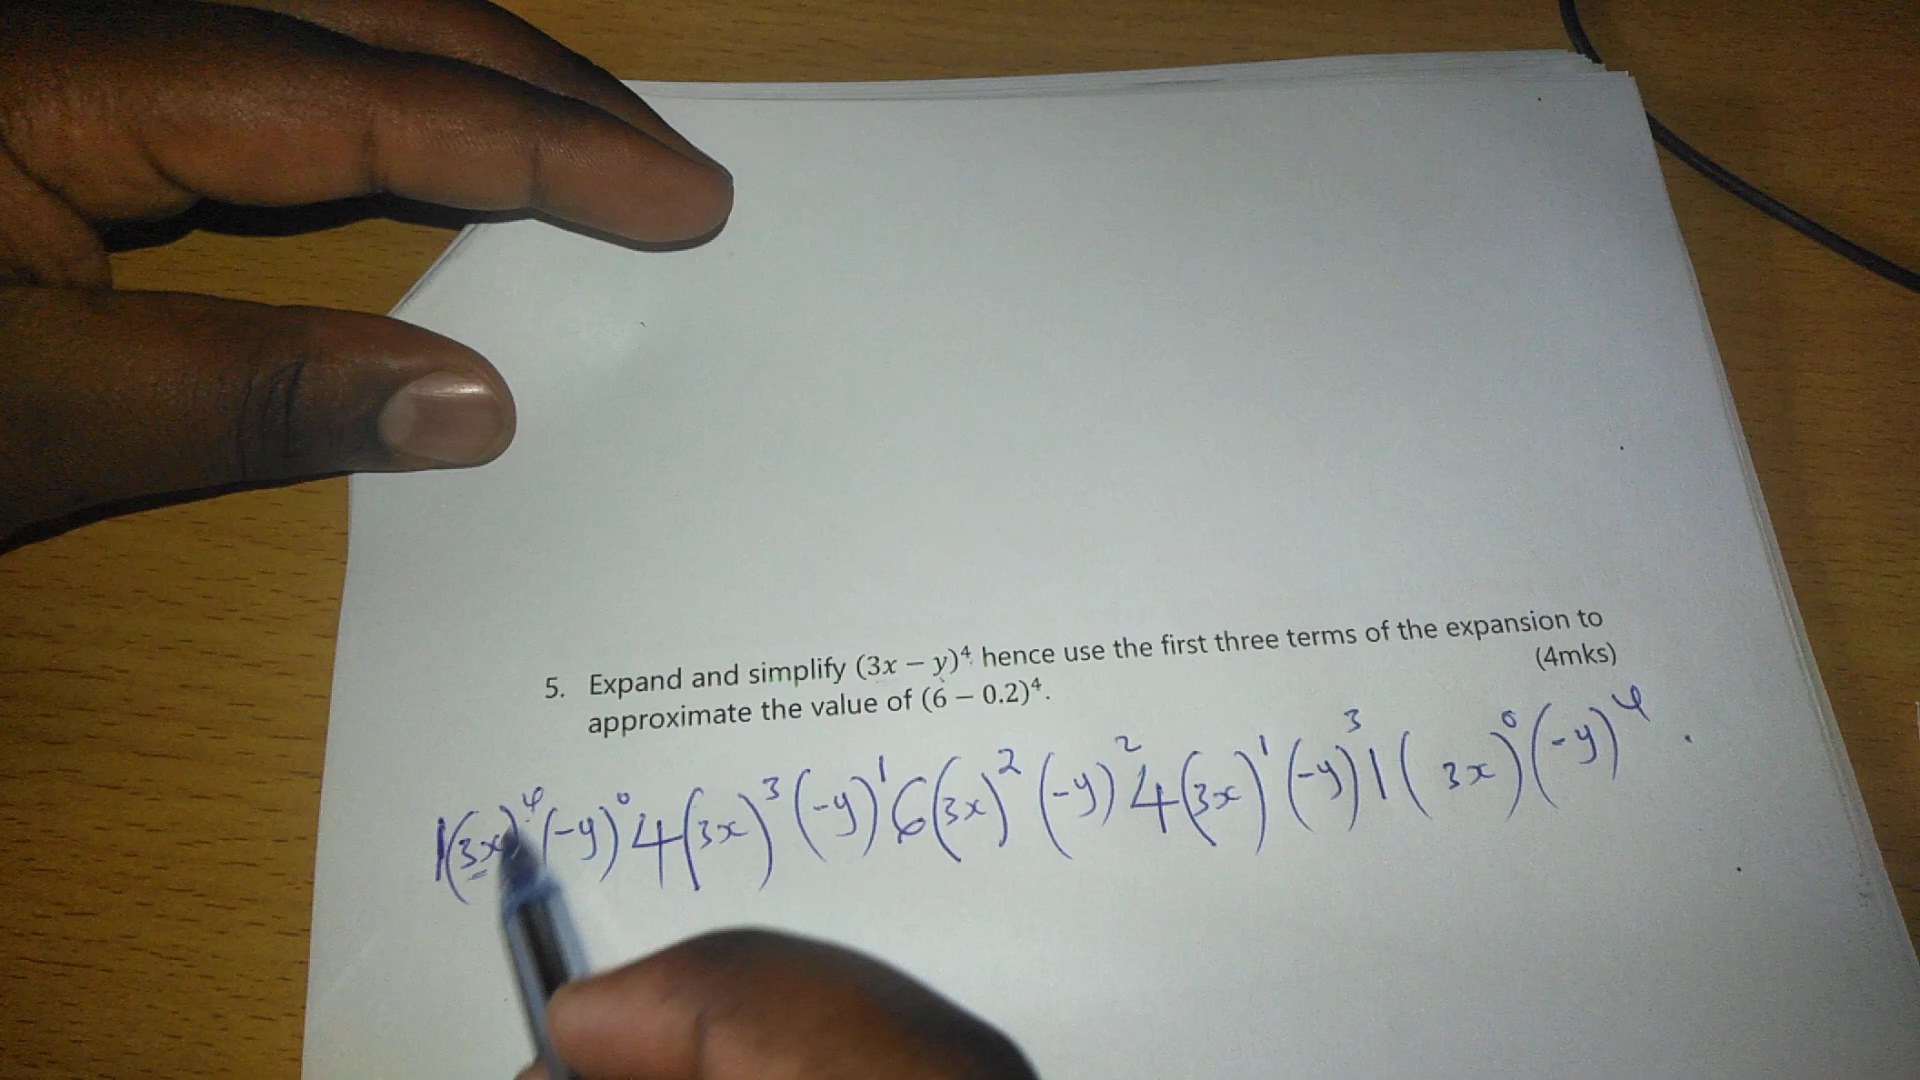 5. Expand and simplify (3x − y)⁴ hence use the first three terms of the expansion to
approximate the value of (6 − 0.2)⁴. (4mks)
1(3x)⁴(-y)⁰4(3x)³(-y)¹6(3x)²(-y)²4(3x)¹(-y)³1(3x)⁰(-y)⁴.